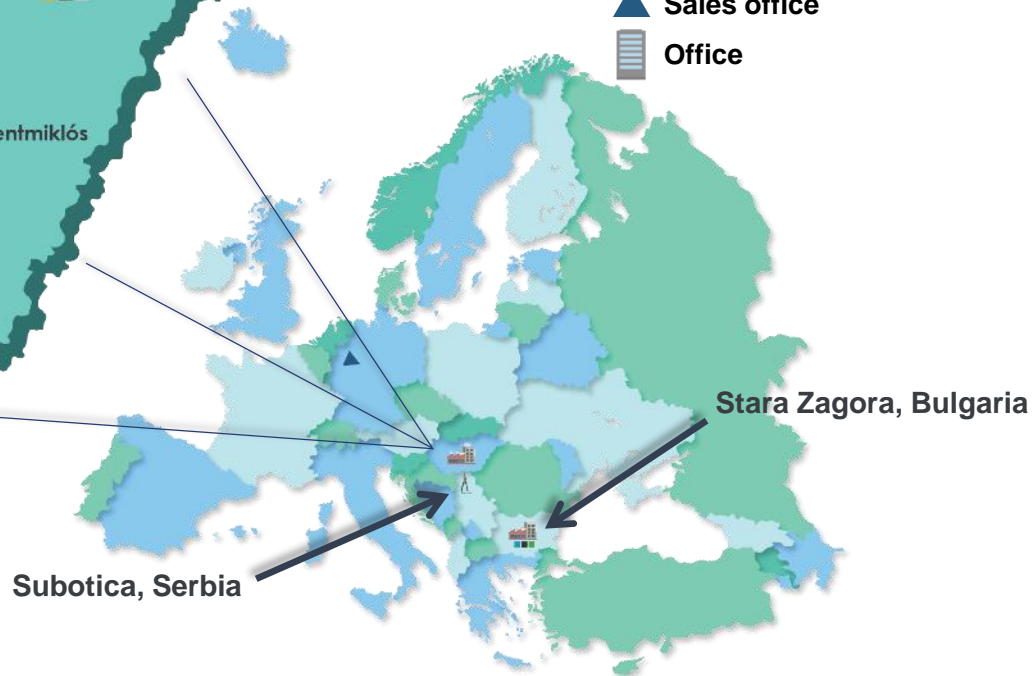 Sales office
Office
entmiklós
Stara Zagora, Bulgaria
Subotica, Serbia